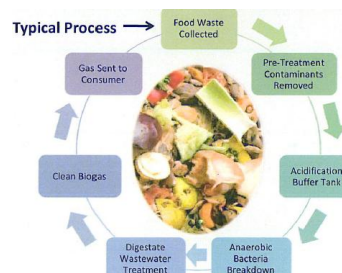 Typical Process
Food Waste
Collected
Pre-Treatment
Contaminants
Removed
Acidification
Buffer Tank
Anaerobic
Bacteria
Breakdown
Digestate
Wastewater
Treatment
Clean Biogas
Gas Sent to
Consumer